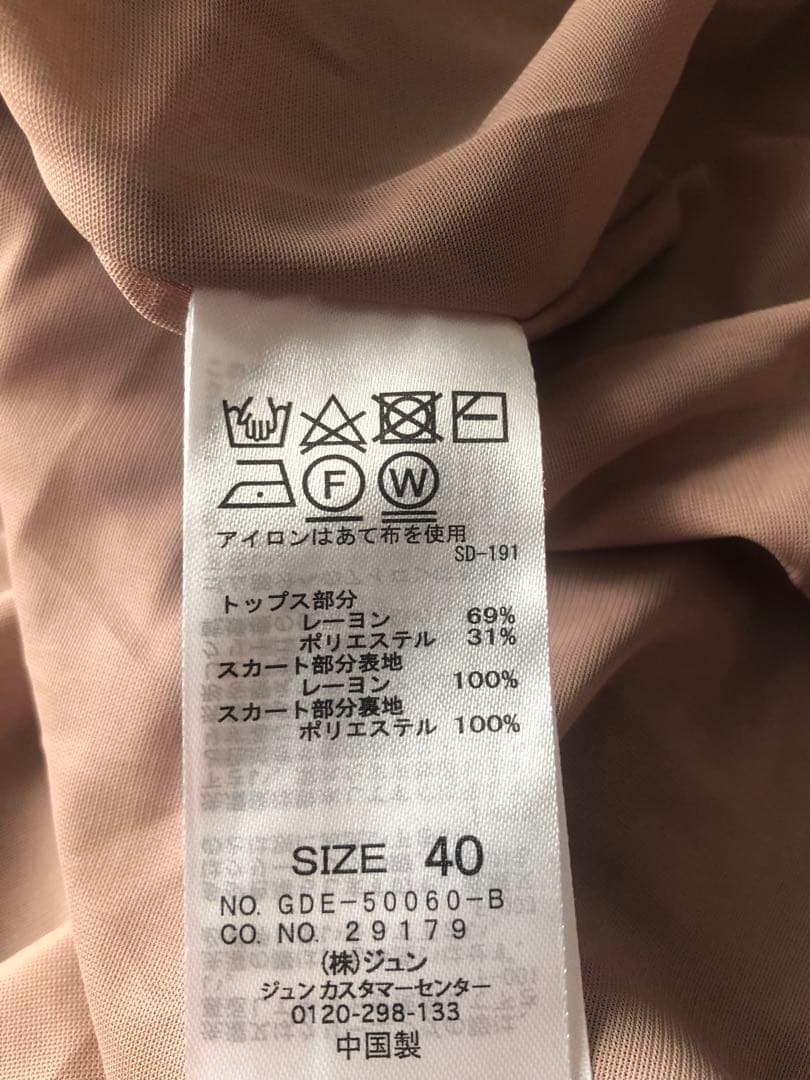 F W
アイロンはあて布を使用
SD-191
トップス部分
レーヨン 69%
ポリエステル 31%
スカート部分表地
レーヨン 100%
スカート部分裏地
ポリエステル 100%
SIZE 40
NO. GDE-50060-B
CO. NO. 29179
(株)ジュン
ジュンカスタマーセンター
0120-298-133
中国製